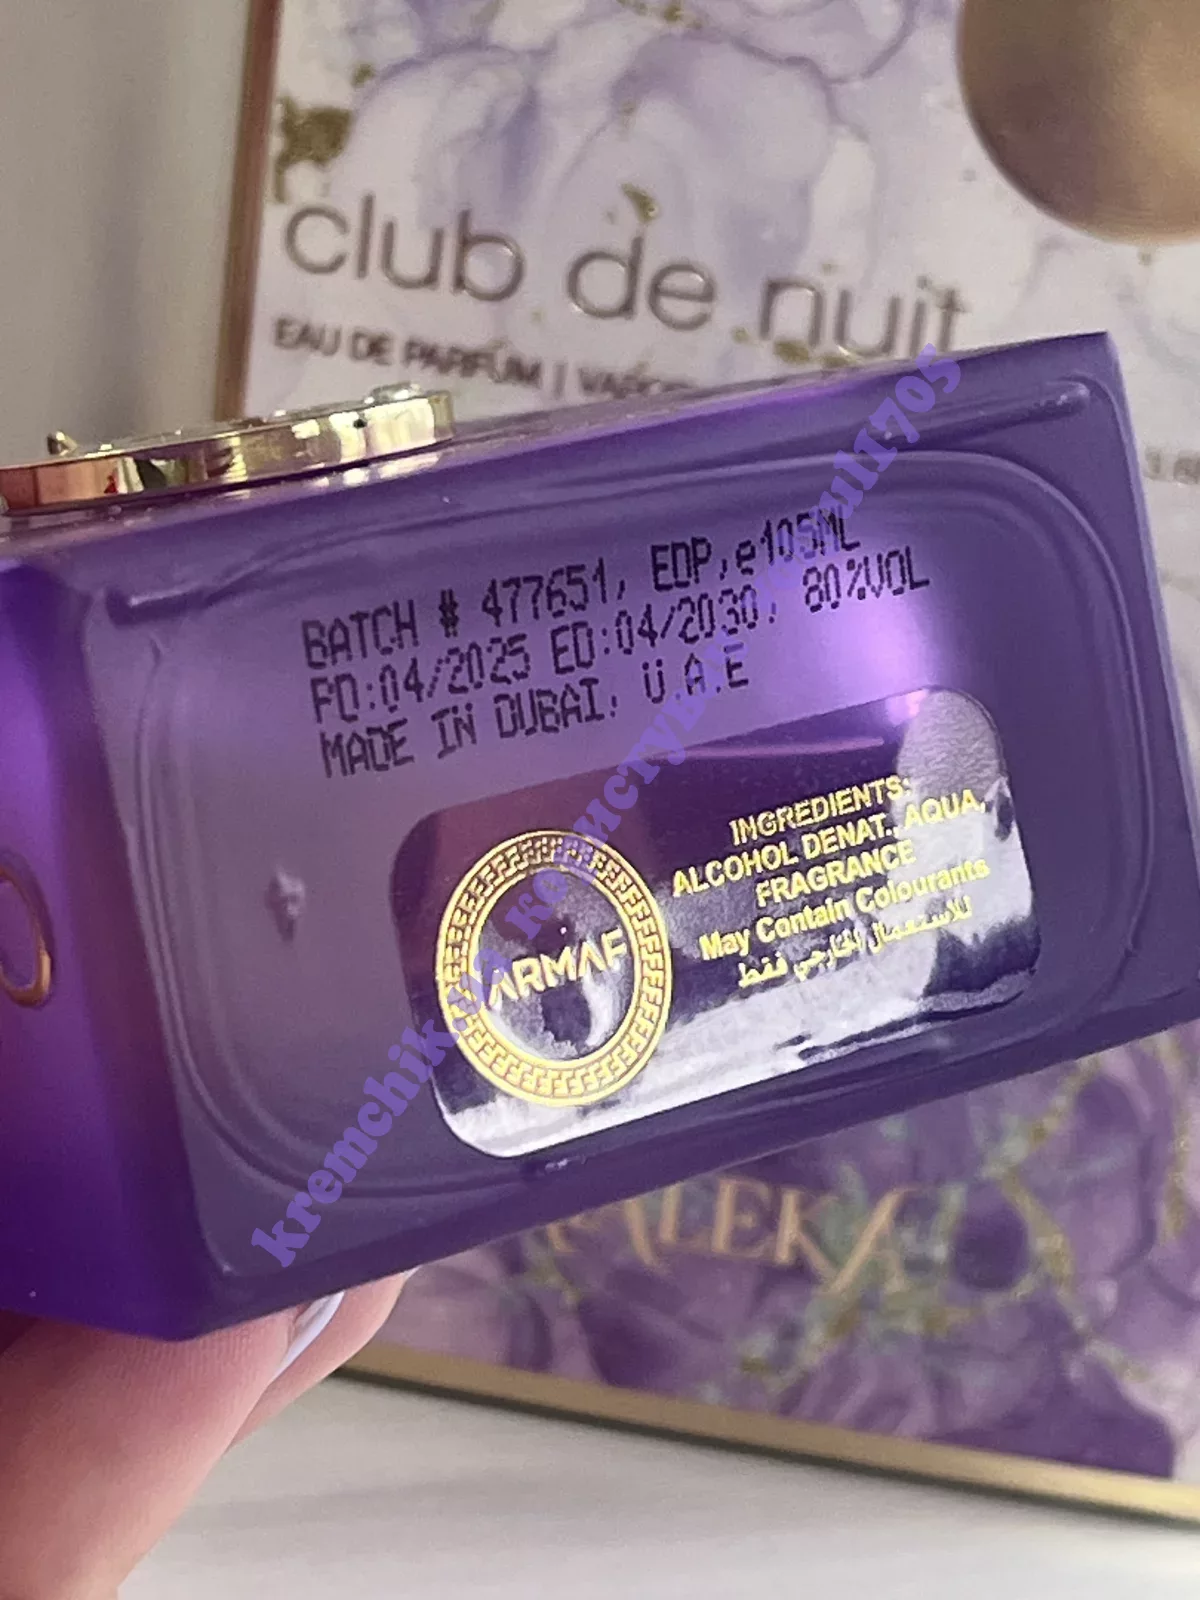 club de nuit
EAU DE PARFUM |
BATCH # 477651, EDP, e105ML
PD:04/2025 ED:04/2030, 80%VOL
MADE IN DUBAI, U.A.E
INGREDIENTS:
ALCOHOL DENAT., AQUA,
FRAGRANCE
May Contain Colourants
للاستعمال الخارجي فقط
ARMAF
MALEKA